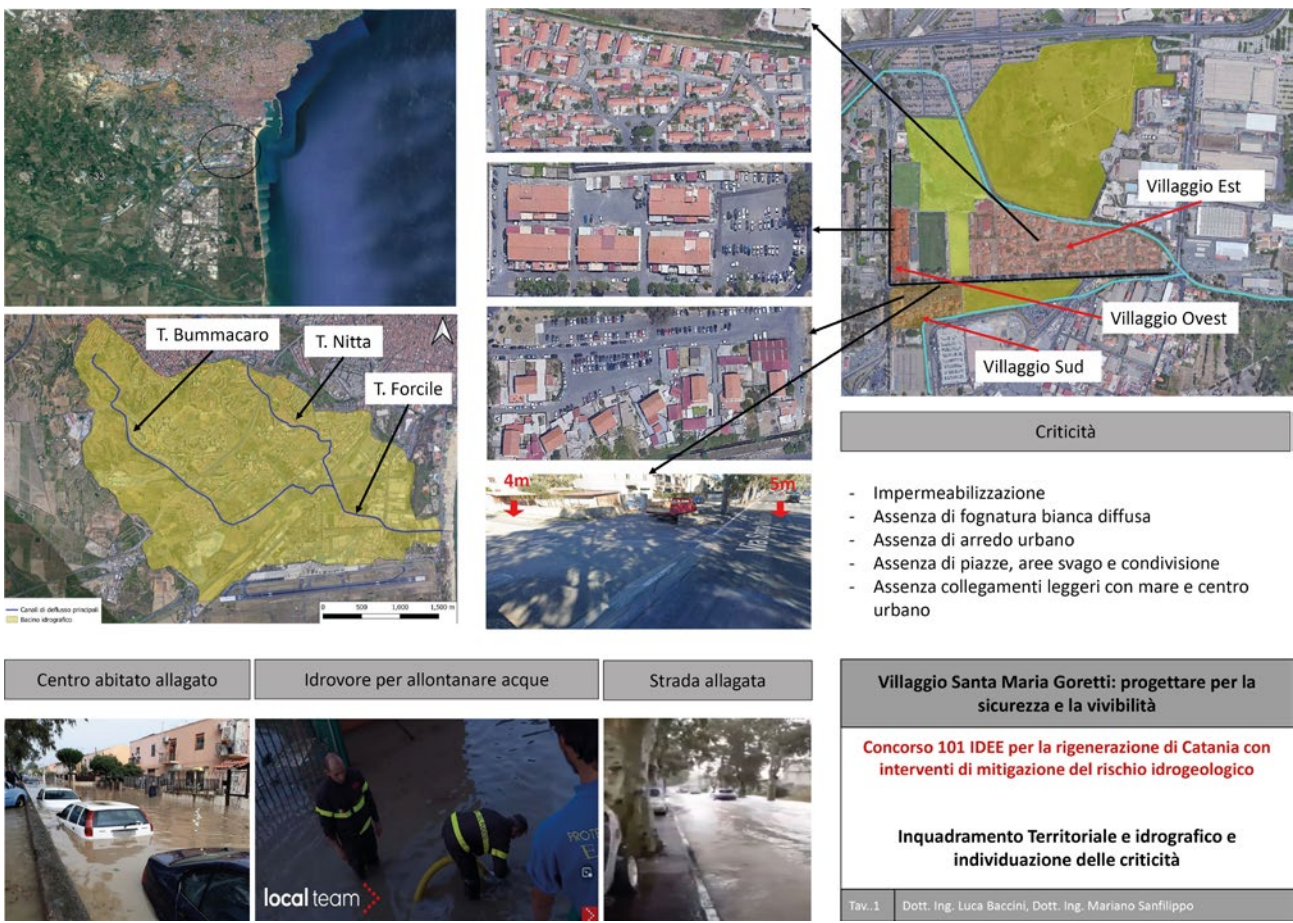 T. Bummacaro
T. Nitta
T. Forcile
Canali di deflusso principali
Bacino idrografico
0 500 1,000 1,500 m
4m
5m
Villaggio Est
Villaggio Ovest
Villaggio Sud
Criticità
- Impermeabilizzazione
- Assenza di fognatura bianca diffusa
- Assenza di arredo urbano
- Assenza di piazze, aree svago e condivisione
- Assenza collegamenti leggeri con mare e centro
urbano
Centro abitato allagato
Idrovore per allontanare acque
Strada allagata
local team
Villaggio Santa Maria Goretti: progettare per la
sicurezza e la vivibilità
Concorso 101 IDEE per la rigenerazione di Catania con
interventi di mitigazione del rischio idrogeologico
Inquadramento Territoriale e idrografico e
individuazione delle criticità
Tav..1 Dott. Ing. Luca Baccini, Dott. Ing. Mariano Sanfilippo